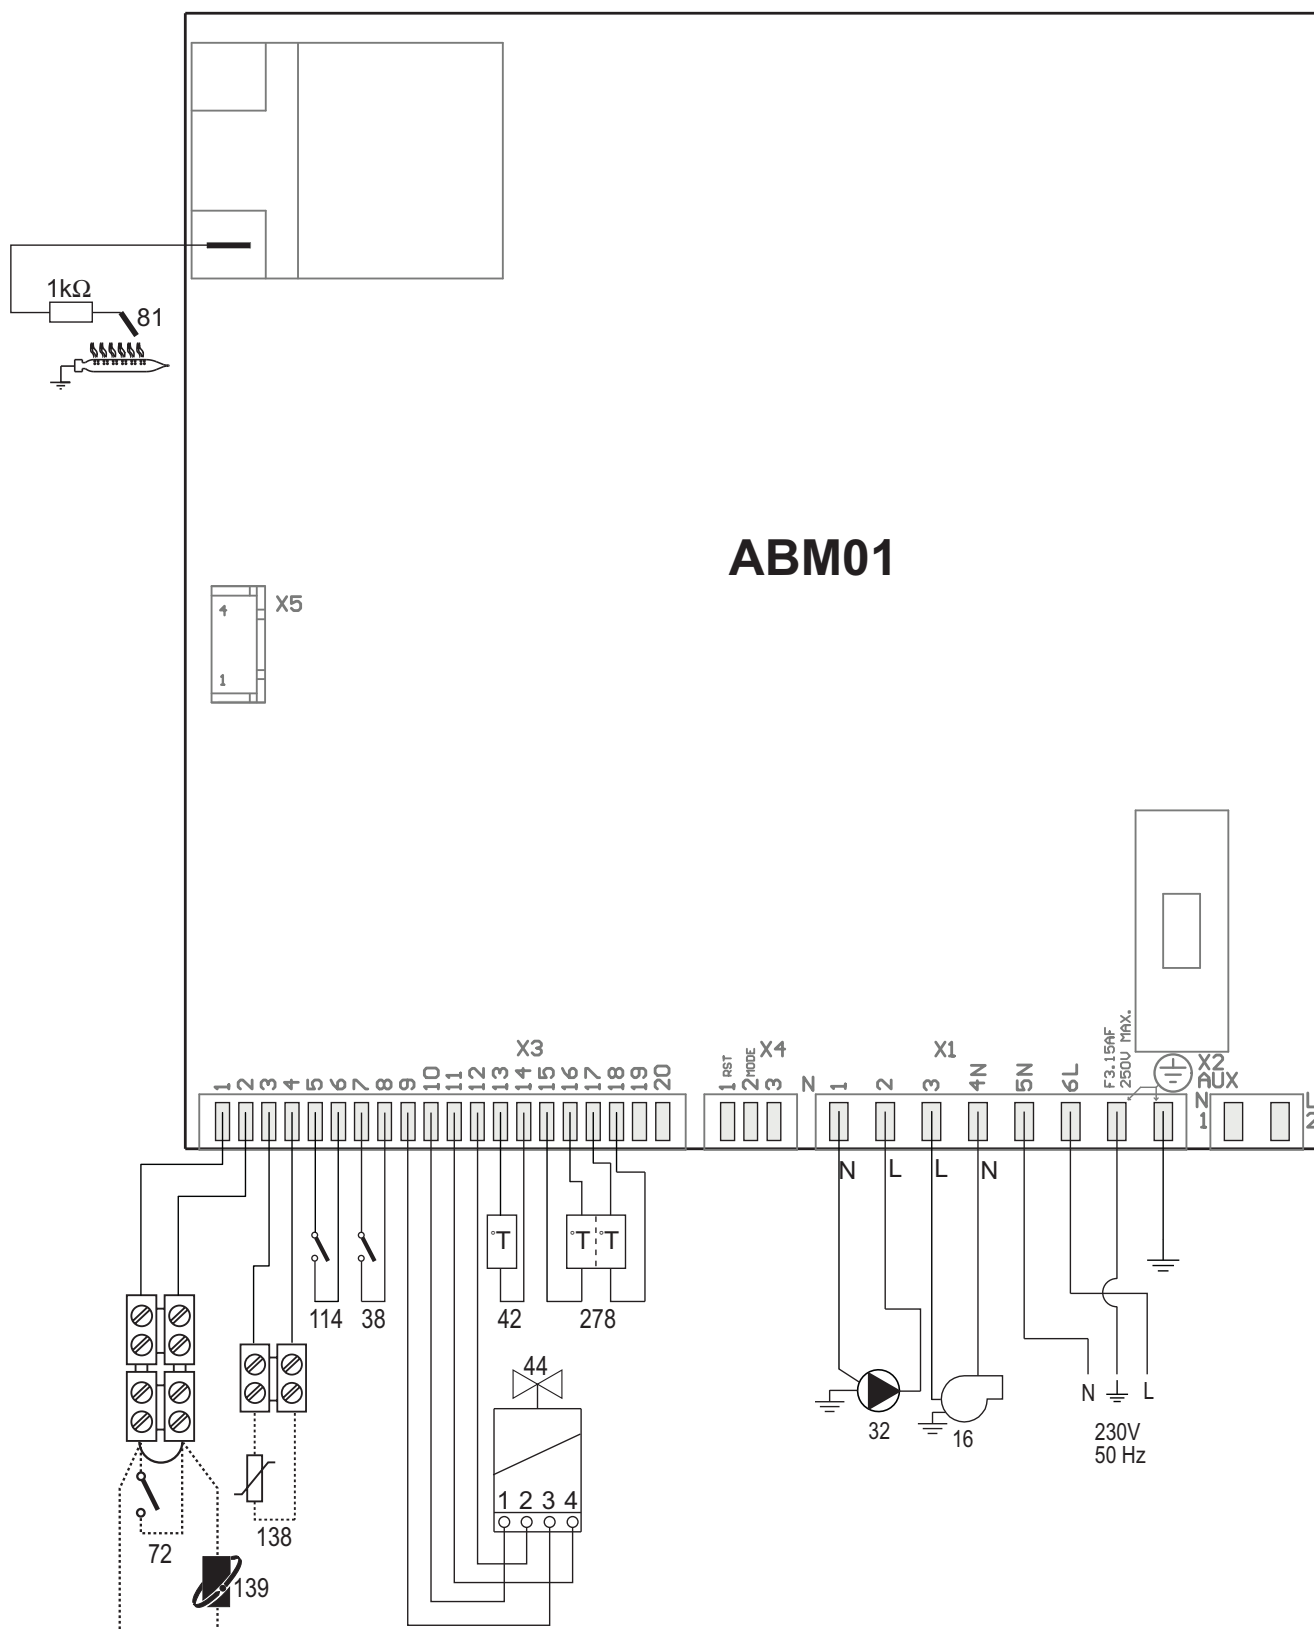 1kΩ
81
ABM01
X5
4
1
F3.15AF
250V MAX.
X3
X4
X1
X2
AUX
1 2 3 4 5 6 7 8 9 10 11 12 13 14 15 16 17 18 19 20
1 RST
2 MODE
3
N
1 2 3 4N 5N 6L
N
1
L
2
N L L N
°T °T °T
114 38 42 278
44
N L
32 16
230V
50 Hz
1 2 3 4
138
72
139